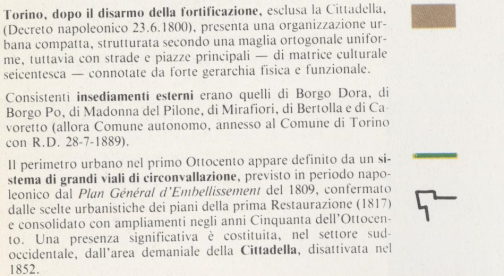 Torino, dopo il disarmo della fortificazione, esclusa la Cittadella,
(Decreto napoleonico 23.6.1800), presenta una organizzazione ur-
bana compatta, strutturata secondo una maglia ortogonale unifor-
me, tuttavia con strade e piazze principali — di matrice culturale
seicentesca — connotate da forte gerarchia fisica e funzionale.
Consistenti insediamenti esterni erano quelli di Borgo Dora, di
Borgo Po, di Madonna del Pilone, di Mirafiori, di Bertolla e di Ca-
voretto (allora Comune autonomo, annesso al Comune di Torino
con R.D. 28-7-1889).
Il perimetro urbano nel primo Ottocento appare definito da un si-
stema di grandi viali di circonvallazione, previsto in periodo napo-
leonico dal Plan Général d'Embellissement del 1809, confermato
dalle scelte urbanistiche dei piani della prima Restaurazione (1817)
e consolidato con ampliamenti negli anni Cinquanta dell'Ottocen-
to. Una presenza significativa è costituita, nel settore sud-
occidentale, dall'area demaniale della Cittadella, disattivata nel
1852.